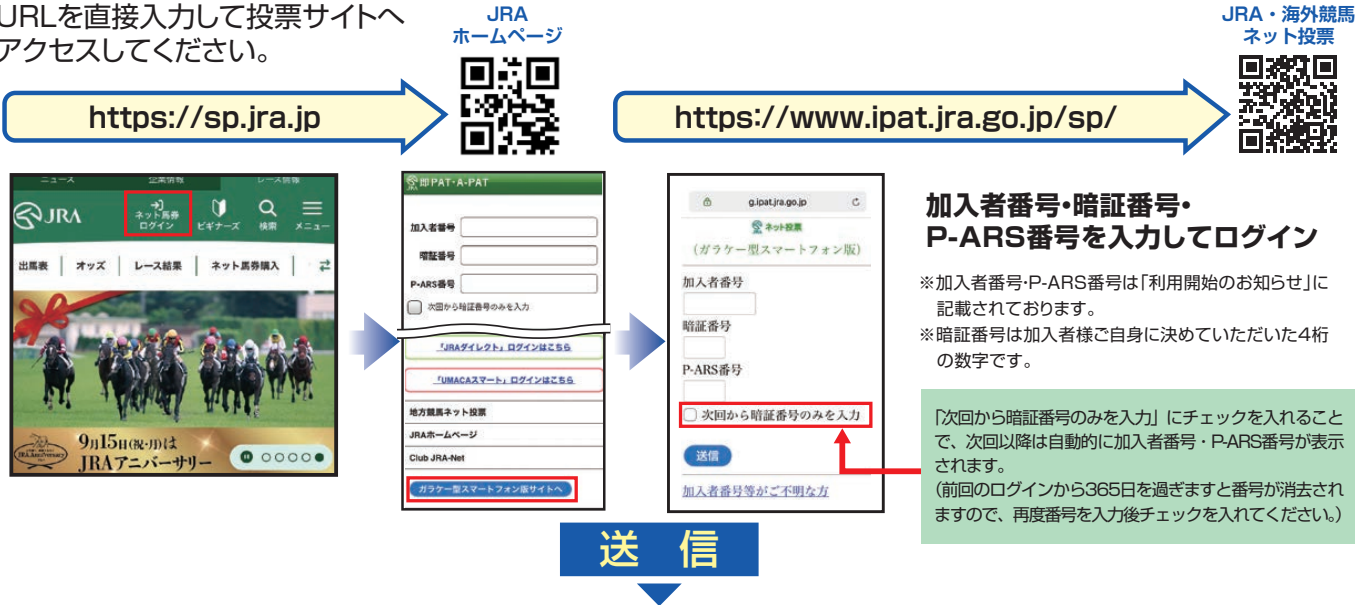 URLを直接入力して投票サイトへ
アクセスしてください。
JRA
ホームページ
JRA・海外競馬
ネット投票
https://sp.jra.jp
https://www.ipat.jra.go.jp/sp/
ニュース
企業情報
レース情報
JRA
ネット馬券
ログイン
ビギナーズ
検索
メニュー
出馬表
オッズ
レース結果
ネット馬券購入
9月15日(祝・月)は
JRAアニバーサリー
即PAT・A-PAT
加入者番号
暗証番号
P-ARS番号
次回から暗証番号のみを入力
「JRAダイレクト」ログインはこちら
「UMACAスマート」ログインはこちら
地方競馬ネット投票
JRAホームページ
Club JRA-Net
ガラケー型スマートフォン版サイトへ
g.ipat.jra.go.jp
ネット投票
(ガラケー型スマートフォン版)
加入者番号
暗証番号
P-ARS番号
次回から暗証番号のみを入力
送信
加入者番号等がご不明な方
加入者番号・暗証番号・
P-ARS番号を入力してログイン
※加入者番号・P-ARS番号は「利用開始のお知らせ」に
記載されております。
※暗証番号は加入者様ご自身に決めていただいた4桁
の数字です。
「次回から暗証番号のみを入力」にチェックを入れること
で、次回以降は自動的に加入者番号・P-ARS番号が表示
されます。
(前回のログインから365日を過ぎますと番号が消去され
ますので、再度番号を入力後チェックを入れてください。)
送 信